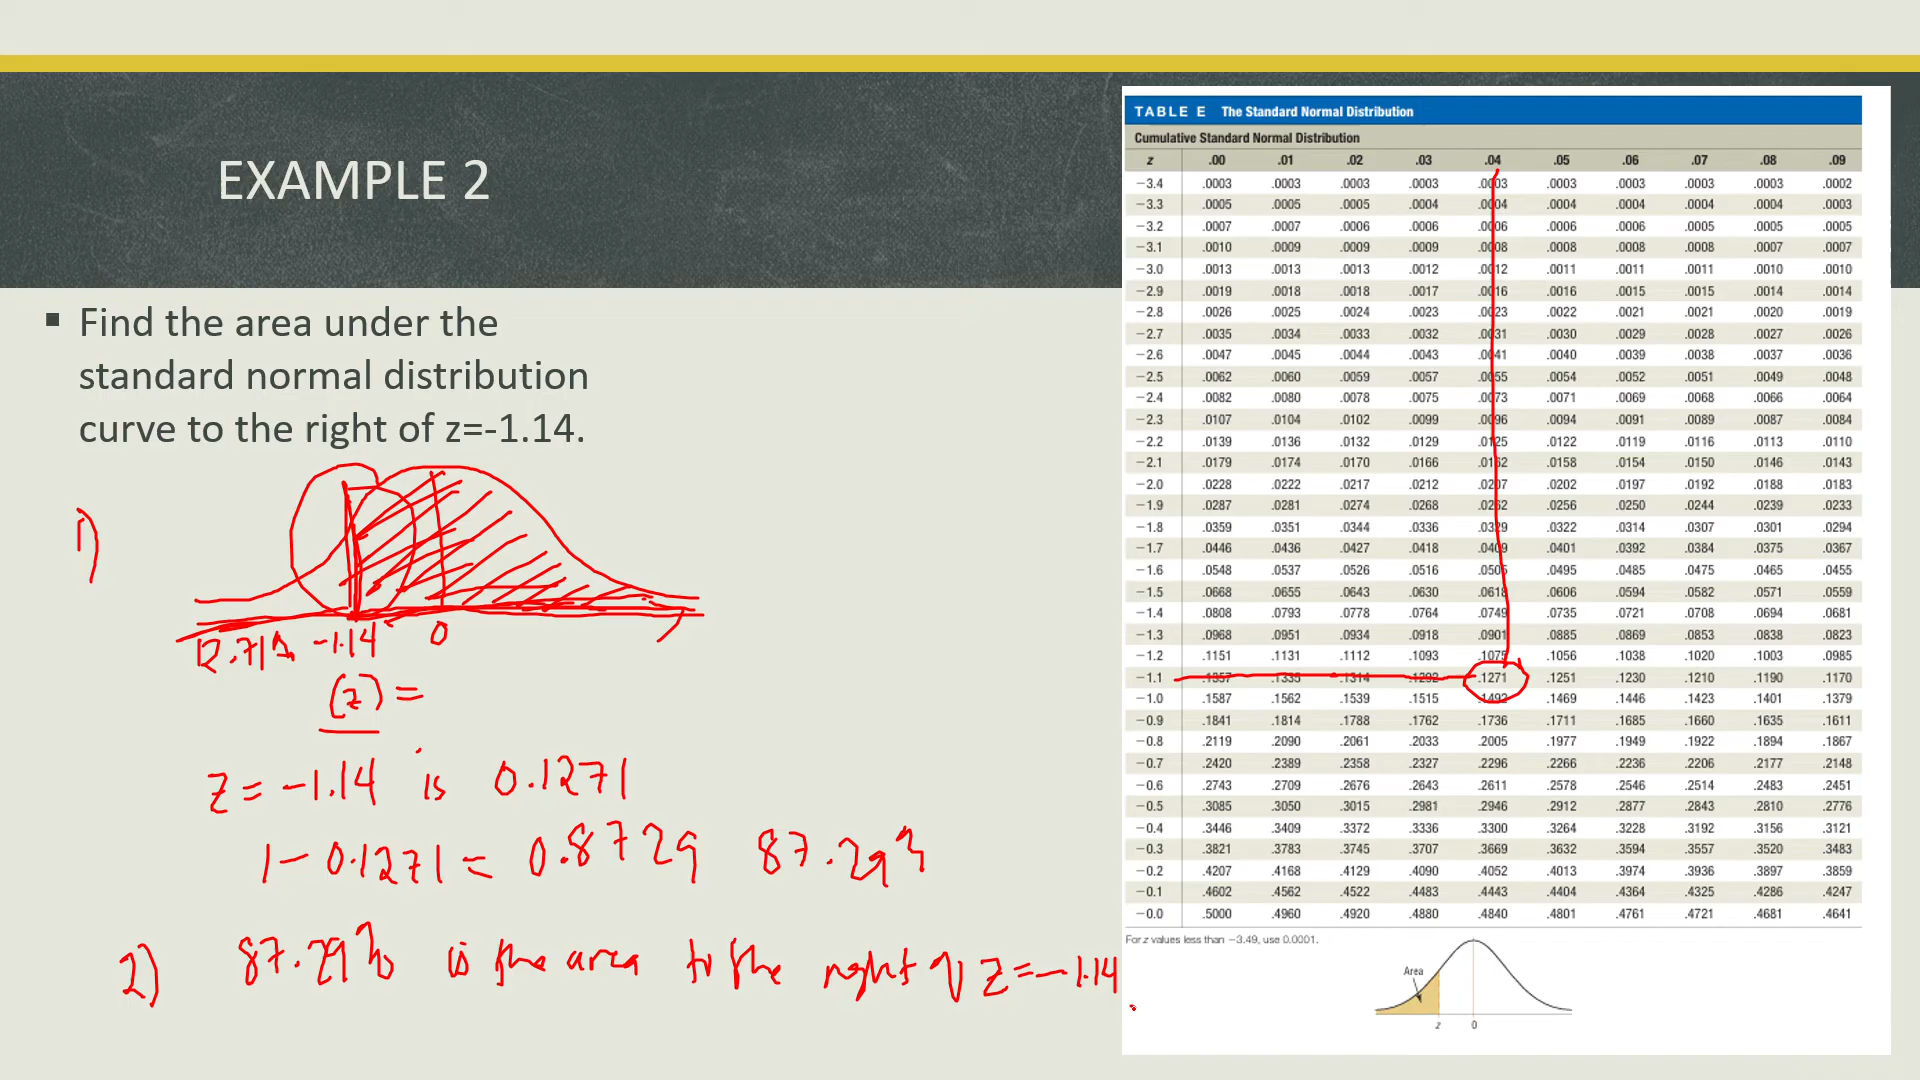 EXAMPLE 2
▪ Find the area under the
standard normal distribution
curve to the right of z=-1.14.
1)
12.71% -1.14 0
(z) =
z = -1.14 is 0.1271
1 - 0.1271 = 0.8729 87.29%
2) 87.29% is the area to the right of z = -1.14
TABLE E The Standard Normal Distribution
Cumulative Standard Normal Distribution
z .00 .01 .02 .03 .04 .05 .06 .07 .08 .09
−3.4 .0003 .0003 .0003 .0003 .0003 .0003 .0003 .0003 .0003 .0002
−3.3 .0005 .0005 .0005 .0004 .0004 .0004 .0004 .0004 .0004 .0003
−3.2 .0007 .0007 .0006 .0006 .0006 .0006 .0006 .0005 .0005 .0005
−3.1 .0010 .0009 .0009 .0009 .0008 .0008 .0008 .0008 .0007 .0007
−3.0 .0013 .0013 .0013 .0012 .0012 .0011 .0011 .0011 .0010 .0010
−2.9 .0019 .0018 .0018 .0017 .0016 .0016 .0015 .0015 .0014 .0014
−2.8 .0026 .0025 .0024 .0023 .0023 .0022 .0021 .0021 .0020 .0019
−2.7 .0035 .0034 .0033 .0032 .0031 .0030 .0029 .0028 .0027 .0026
−2.6 .0047 .0045 .0044 .0043 .0041 .0040 .0039 .0038 .0037 .0036
−2.5 .0062 .0060 .0059 .0057 .0055 .0054 .0052 .0051 .0049 .0048
−2.4 .0082 .0080 .0078 .0075 .0073 .0071 .0069 .0068 .0066 .0064
−2.3 .0107 .0104 .0102 .0099 .0096 .0094 .0091 .0089 .0087 .0084
−2.2 .0139 .0136 .0132 .0129 .0125 .0122 .0119 .0116 .0113 .0110
−2.1 .0179 .0174 .0170 .0166 .0162 .0158 .0154 .0150 .0146 .0143
−2.0 .0228 .0222 .0217 .0212 .0207 .0202 .0197 .0192 .0188 .0183
−1.9 .0287 .0281 .0274 .0268 .0262 .0256 .0250 .0244 .0239 .0233
−1.8 .0359 .0351 .0344 .0336 .0329 .0322 .0314 .0307 .0301 .0294
−1.7 .0446 .0436 .0427 .0418 .0409 .0401 .0392 .0384 .0375 .0367
−1.6 .0548 .0537 .0526 .0516 .0505 .0495 .0485 .0475 .0465 .0455
−1.5 .0668 .0655 .0643 .0630 .0618 .0606 .0594 .0582 .0571 .0559
−1.4 .0808 .0793 .0778 .0764 .0749 .0735 .0721 .0708 .0694 .0681
−1.3 .0968 .0951 .0934 .0918 .0901 .0885 .0869 .0853 .0838 .0823
−1.2 .1151 .1131 .1112 .1093 .1075 .1056 .1038 .1020 .1003 .0985
−1.1 .1357 .1335 .1314 .1292 .1271 .1251 .1230 .1210 .1190 .1170
−1.0 .1587 .1562 .1539 .1515 .1492 .1469 .1446 .1423 .1401 .1379
−0.9 .1841 .1814 .1788 .1762 .1736 .1711 .1685 .1660 .1635 .1611
−0.8 .2119 .2090 .2061 .2033 .2005 .1977 .1949 .1922 .1894 .1867
−0.7 .2420 .2389 .2358 .2327 .2296 .2266 .2236 .2206 .2177 .2148
−0.6 .2743 .2709 .2676 .2643 .2611 .2578 .2546 .2514 .2483 .2451
−0.5 .3085 .3050 .3015 .2981 .2946 .2912 .2877 .2843 .2810 .2776
−0.4 .3446 .3409 .3372 .3336 .3300 .3264 .3228 .3192 .3156 .3121
−0.3 .3821 .3783 .3745 .3707 .3669 .3632 .3594 .3557 .3520 .3483
−0.2 .4207 .4168 .4129 .4090 .4052 .4013 .3974 .3936 .3897 .3859
−0.1 .4602 .4562 .4522 .4483 .4443 .4404 .4364 .4325 .4286 .4247
−0.0 .5000 .4960 .4920 .4880 .4840 .4801 .4761 .4721 .4681 .4641
For z values less than −3.49, use 0.0001.
Area
z 0